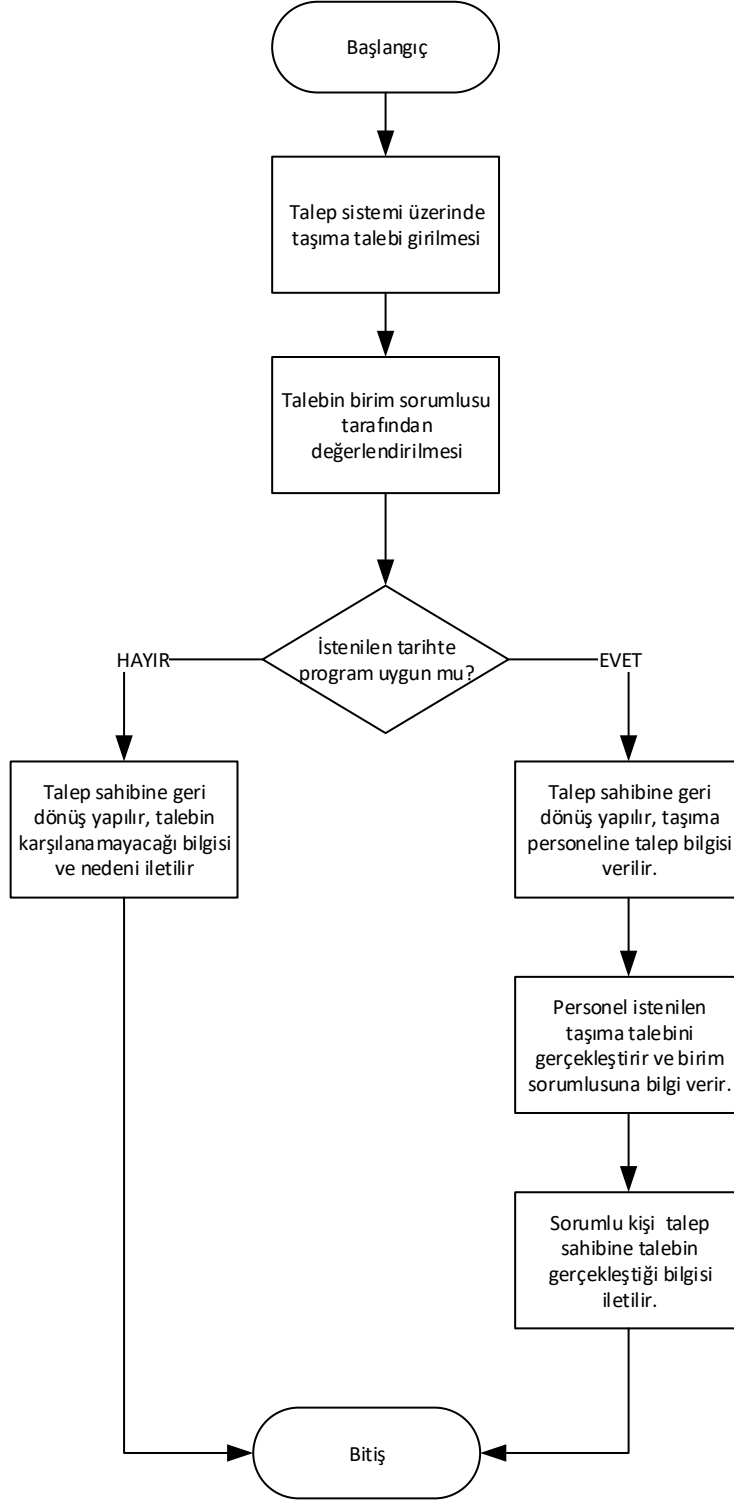 Başlangıç
Talep sistemi üzerinde
taşıma talebi girilmesi
Talebin birim sorumlusu
tarafından
değerlendirilmesi
İstenilen tarihte
program uygun mu?
HAYIR
EVET
Talep sahibine geri
dönüş yapılır, talebin
karşılanamayacağı bilgisi
ve nedeni iletilir
Talep sahibine geri
dönüş yapılır, taşıma
personeline talep bilgisi
verilir.
Personel istenilen
taşıma talebini
gerçekleştirir ve birim
sorumlusuna bilgi verir.
Sorumlu kişi  talep
sahibine talebin
gerçekleştiği bilgisi
iletilir.
Bitiş